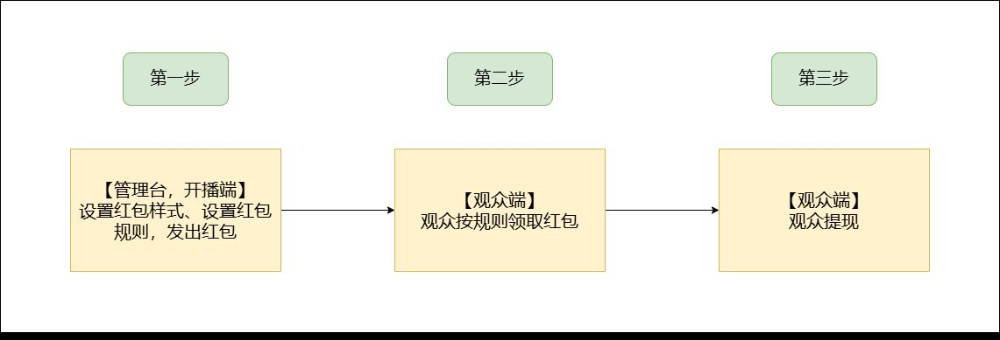 第一步
第二步
第三步
【管理台，开播端】
设置红包样式、设置红包
规则，发出红包
【观众端】
观众按规则领取红包
【观众端】
观众提现